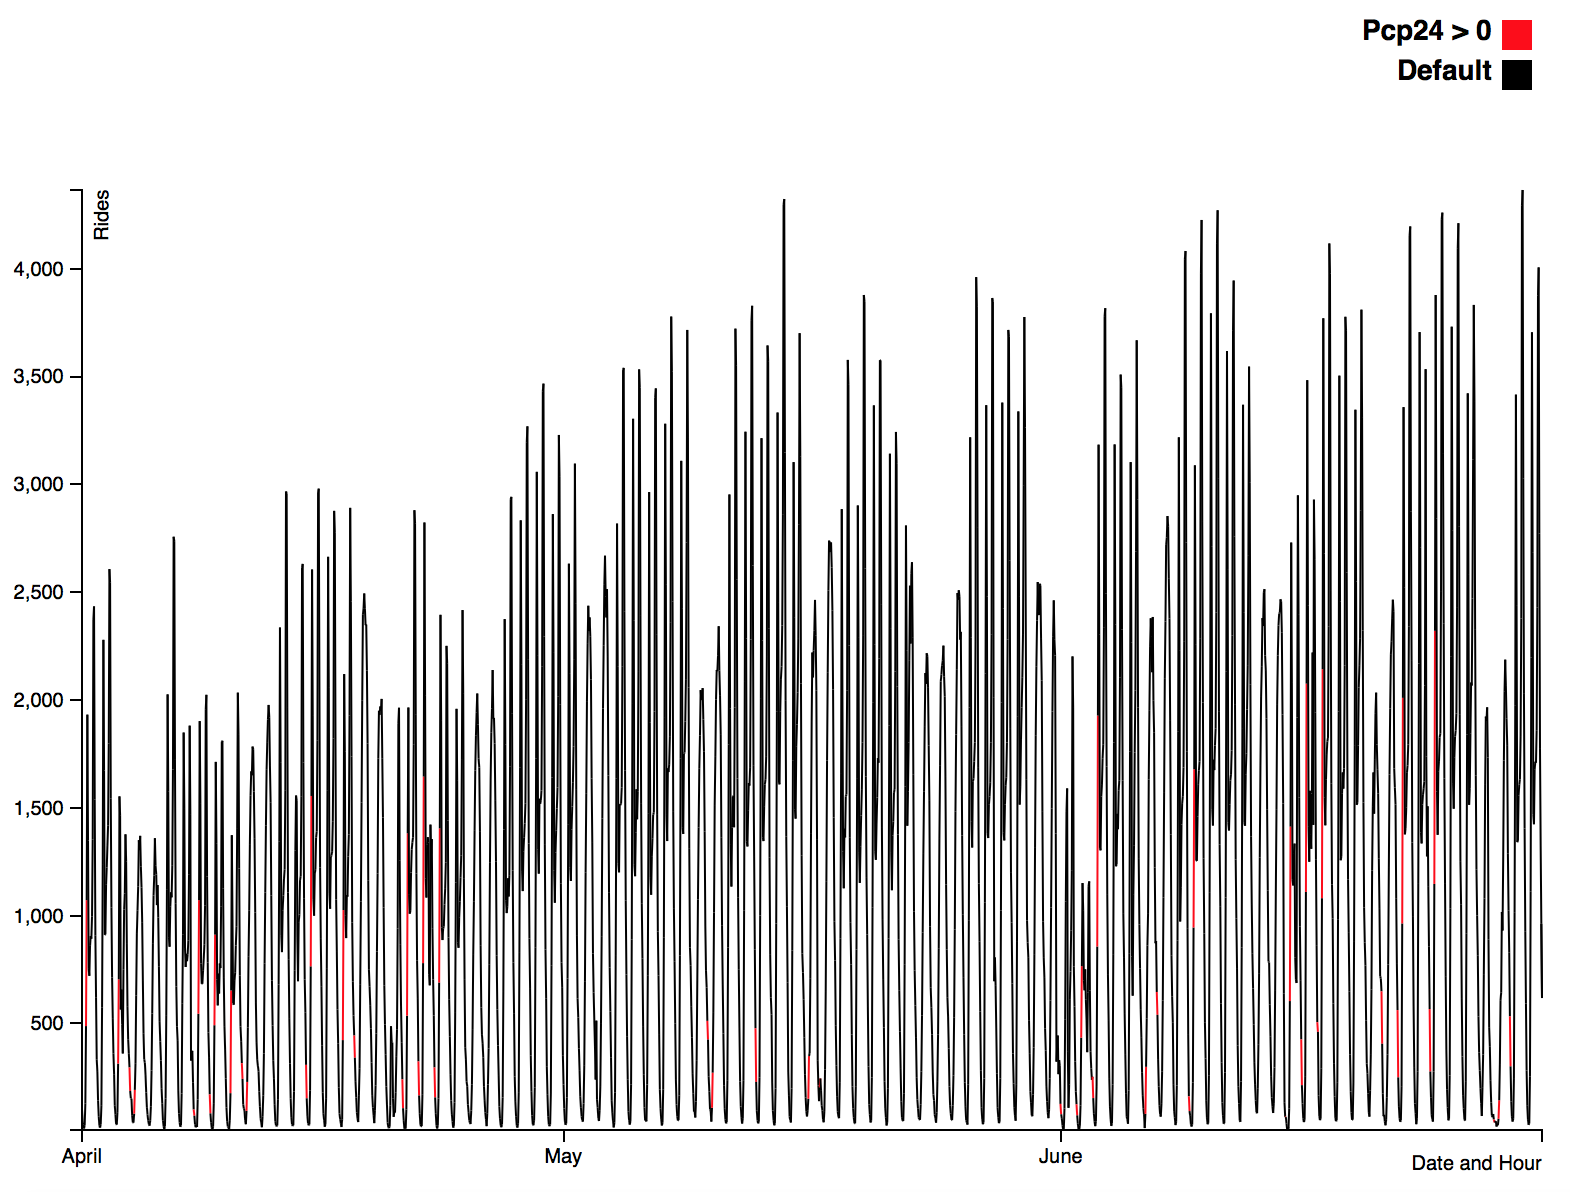 Pcp24 > 0
Default
Rides
4,000
3,500
3,000
2,500
2,000
1,500
1,000
500
April
May
June
Date and Hour